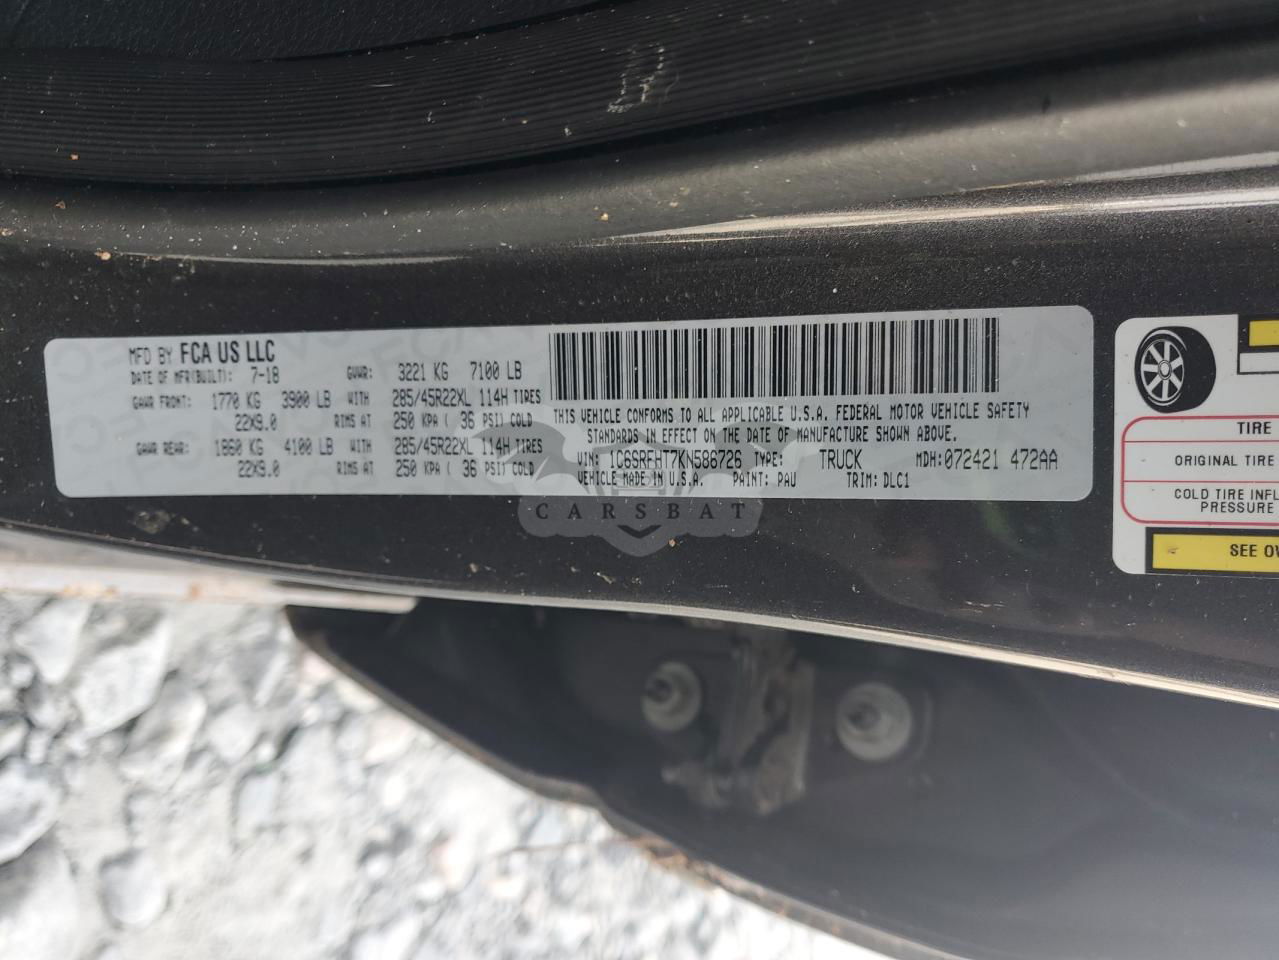 MFD BY FCA US LLC
DATE OF MFR(BUILT): 7-18 GVWR: 3221 KG 7100 LB
GAWR FRONT: 1770 KG 3900 LB WITH 285/45R22XL 114H TIRES
22X9.0 RIMS AT 250 KPA ( 36 PSI) COLD
GAWR REAR: 1860 KG 4100 LB WITH 285/45R22XL 114H TIRES
22X9.0 RIMS AT 250 KPA ( 36 PSI) COLD
THIS VEHICLE CONFORMS TO ALL APPLICABLE U.S.A. FEDERAL MOTOR VEHICLE SAFETY
STANDARDS IN EFFECT ON THE DATE OF MANUFACTURE SHOWN ABOVE.
VIN: 1C6SRFHT7KN586726 TYPE: TRUCK MDH: 072421 472AA
VEHICLE MADE IN U.S.A. PAINT: PAU TRIM: DLC1
CARSBAT
TIRE
ORIGINAL TIRE
COLD TIRE INFL
PRESSURE
SEE OW